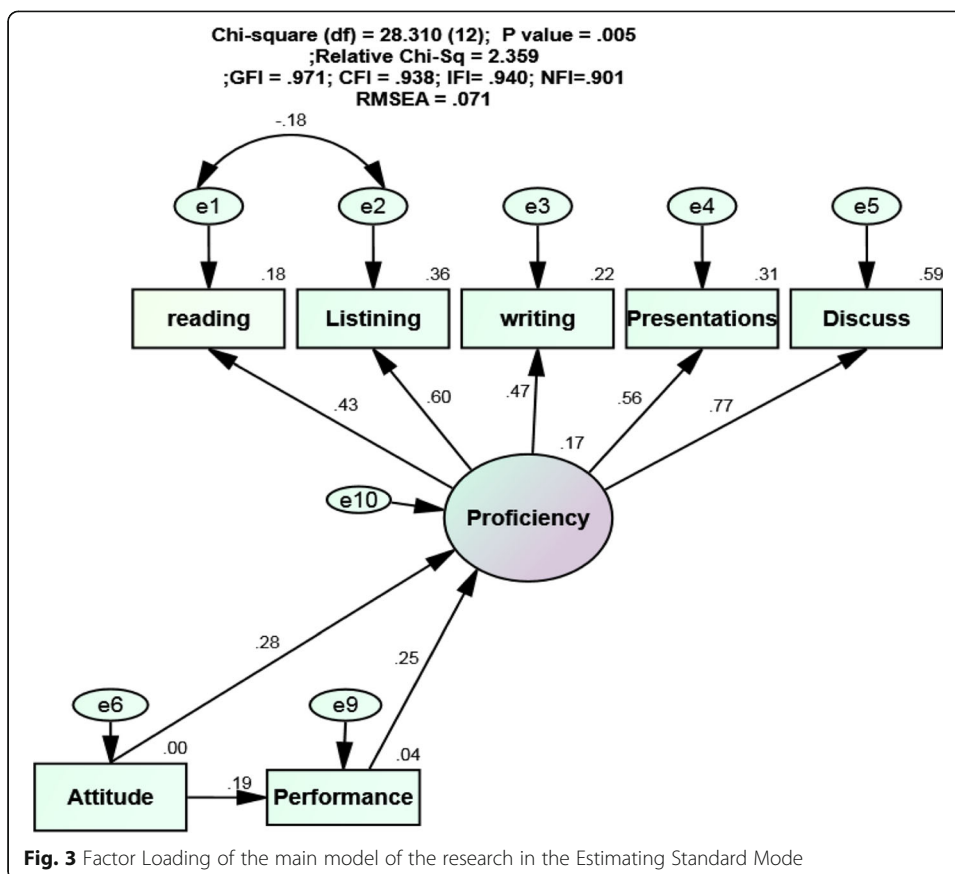 Chi-square (df) = 28.310 (12);  P value = .005
;Relative Chi-Sq = 2.359
;GFI = .971; CFI = .938; IFI= .940; NFI=.901
RMSEA = .071
-.18
e1 e2 e3 e4 e5
.18 .36 .22 .31 .59
reading Listining writing Presentations Discuss
.43 .60 .47 .56 .77
.17
e10
Proficiency
.28 .25
e6 e9
.00 .04
Attitude .19 Performance
Fig. 3 Factor Loading of the main model of the research in the Estimating Standard Mode